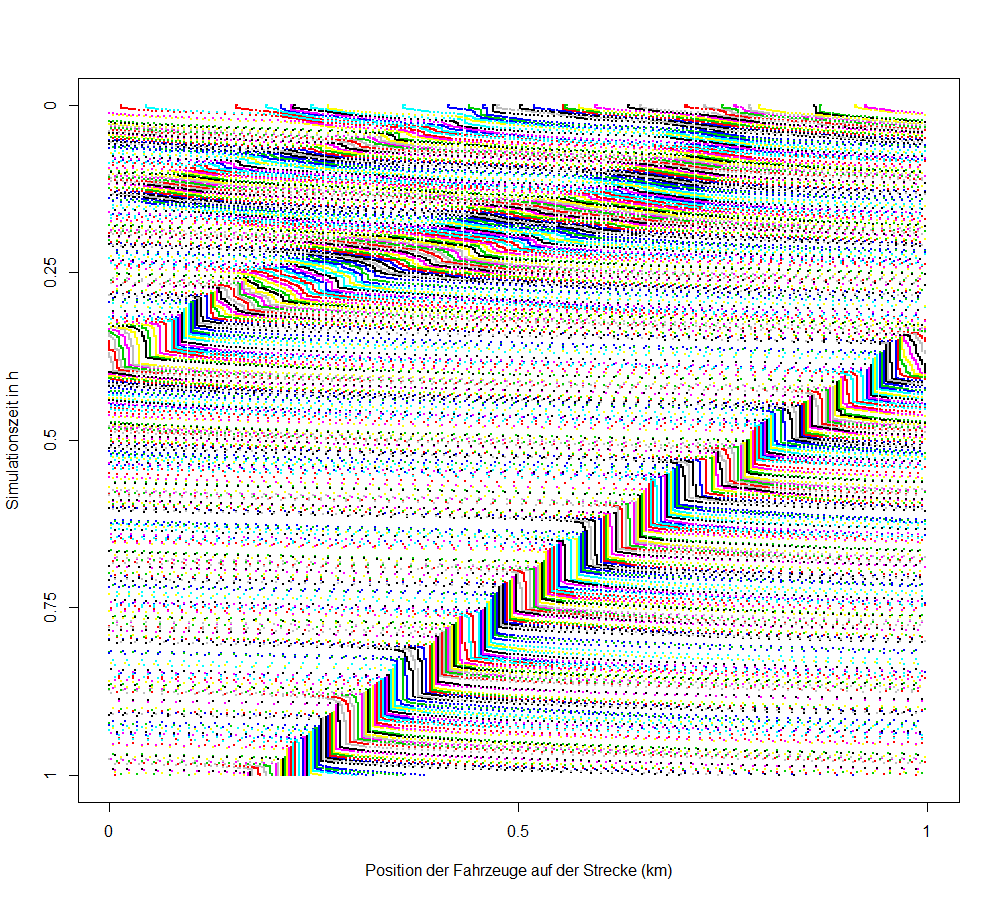 0
0.25
0.5
0.75
1
Simulationszeit in h
0 0.5 1
Position der Fahrzeuge auf der Strecke (km)